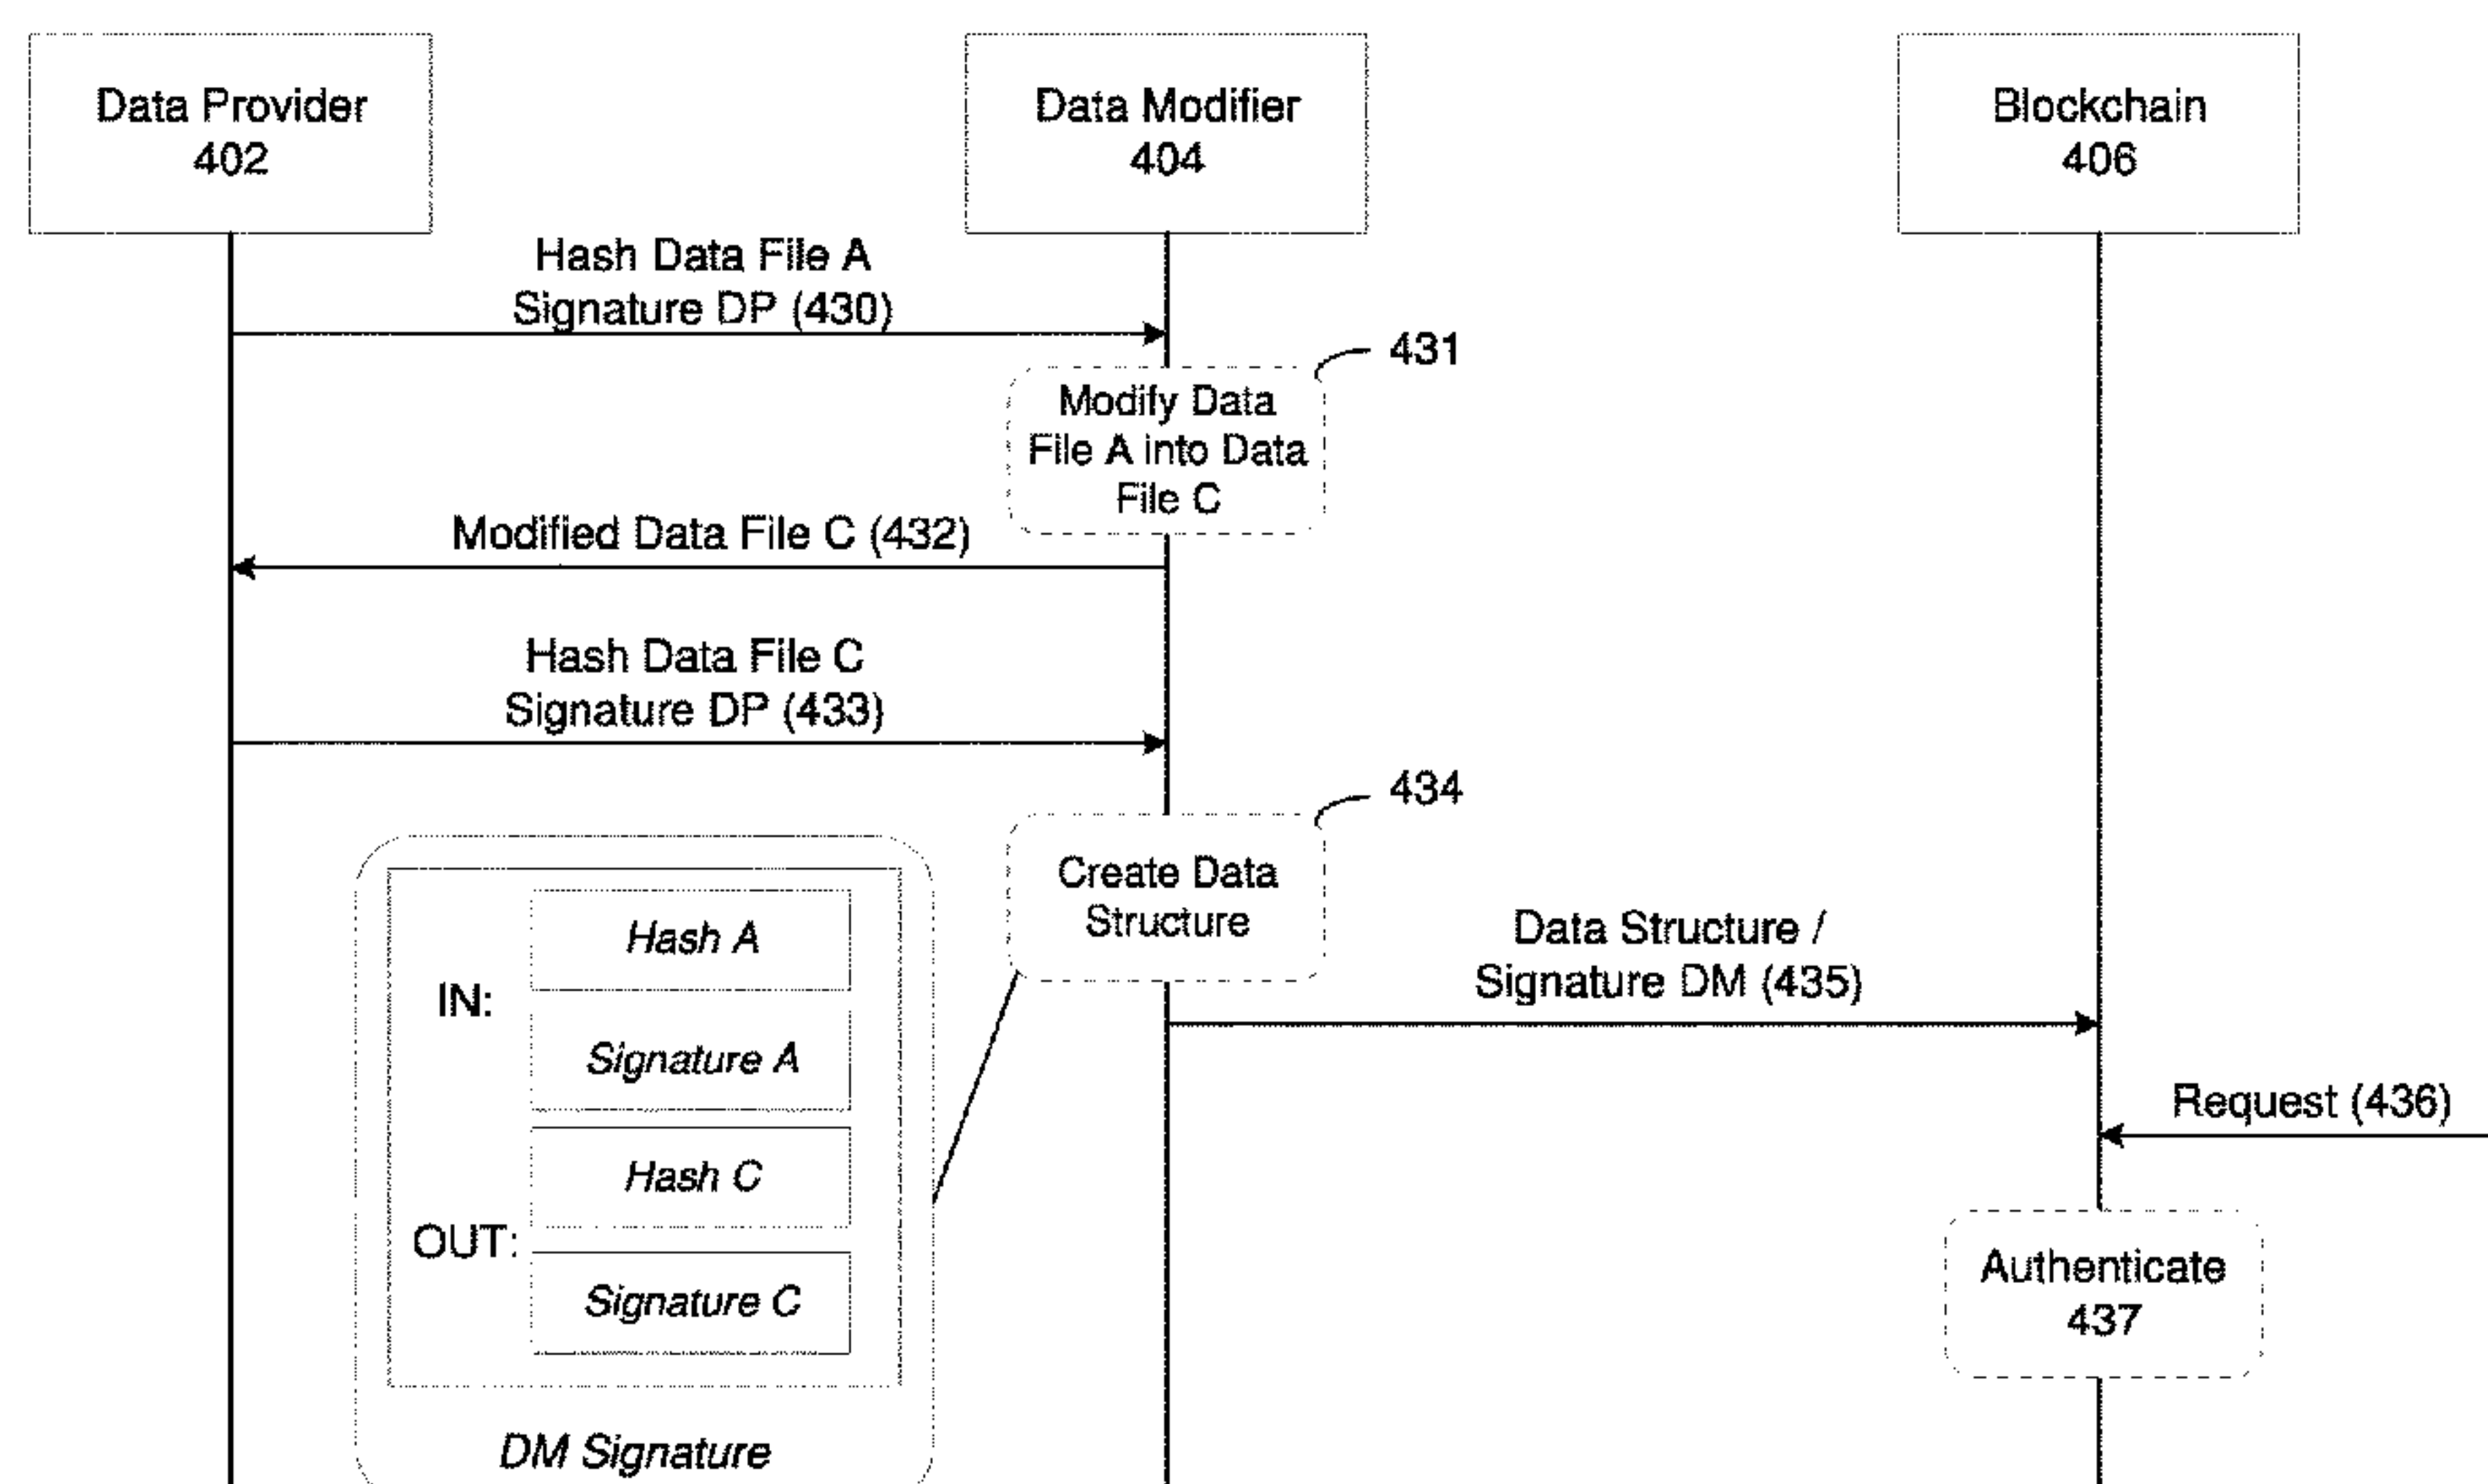 Data Provider
402
Data Modifier
404
Blockchain
406
Hash Data File A
Signature DP (430)
431
Modify Data
File A into Data
File C
Modified Data File C (432)
Hash Data File C
Signature DP (433)
434
Create Data
Structure
Hash A
IN:
Signature A
Hash C
OUT:
Signature C
DM Signature
Data Structure /
Signature DM (435)
Request (436)
Authenticate
437